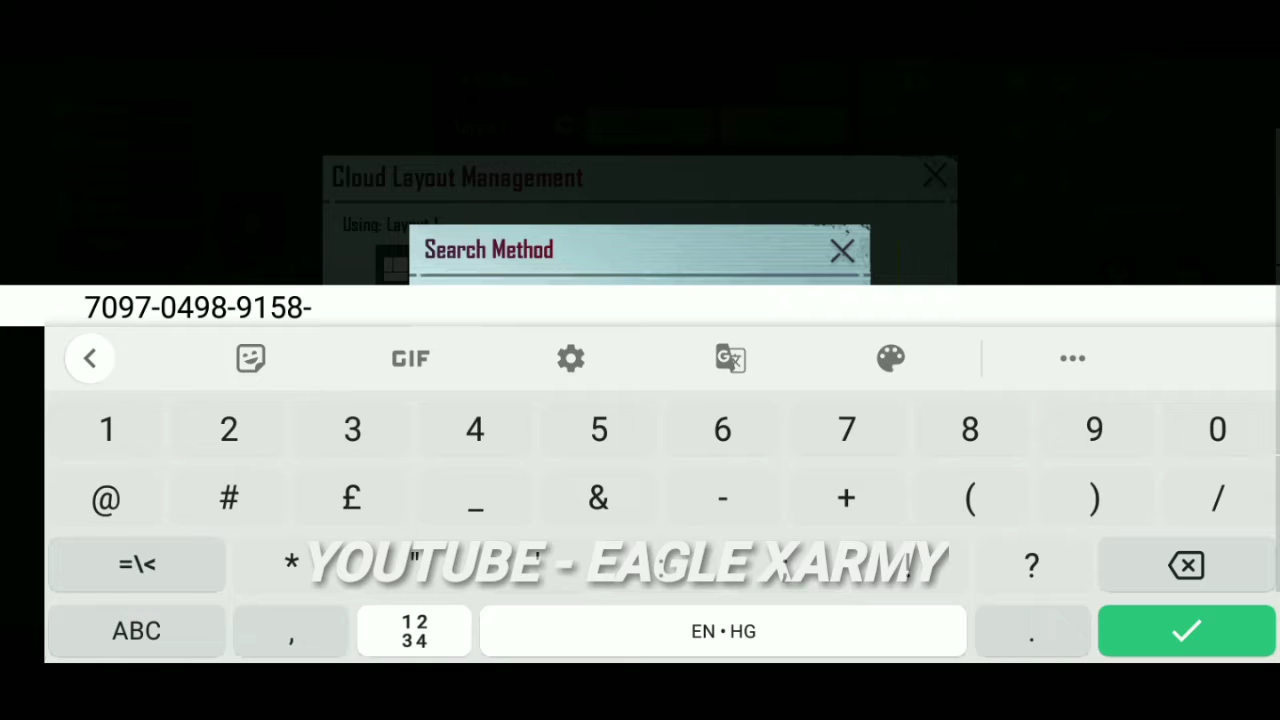 Cloud Layout Management
Using: Layout 1
Search Method
7097-0498-9158-
GIF
1 2 3 4 5 6 7 8 9 0
@ # £ _ & - + ( ) /
=\< * " ' : ; ! ?
YOUTUBE - EAGLE XARMY
ABC , 12 34 EN • HG .